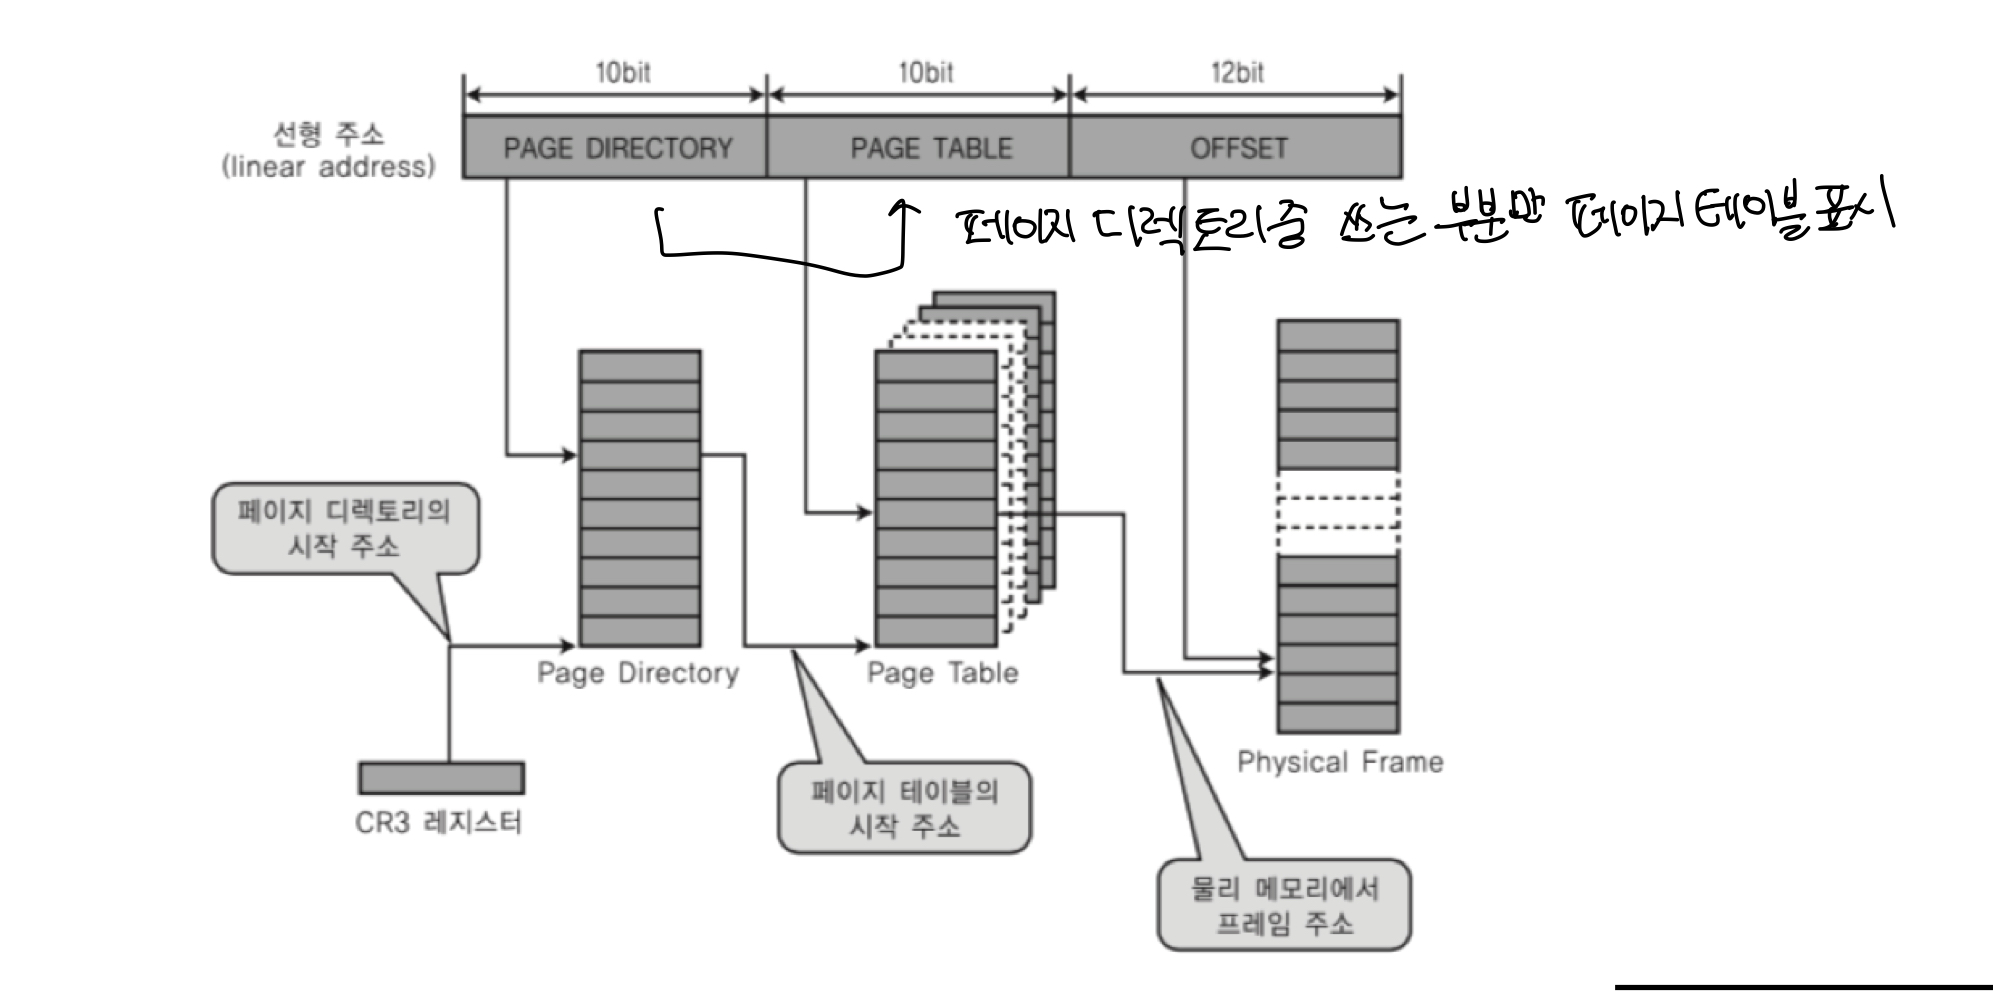 10bit 10bit 12bit
선형 주소
(linear address)
PAGE DIRECTORY PAGE TABLE OFFSET
페이지 디렉토리중 쓰는 부분만 페이지 테이블 표시
페이지 디렉토리의
시작 주소
Page Directory
Page Table
Physical Frame
CR3 레지스터
페이지 테이블의
시작 주소
물리 메모리에서
프레임 주소